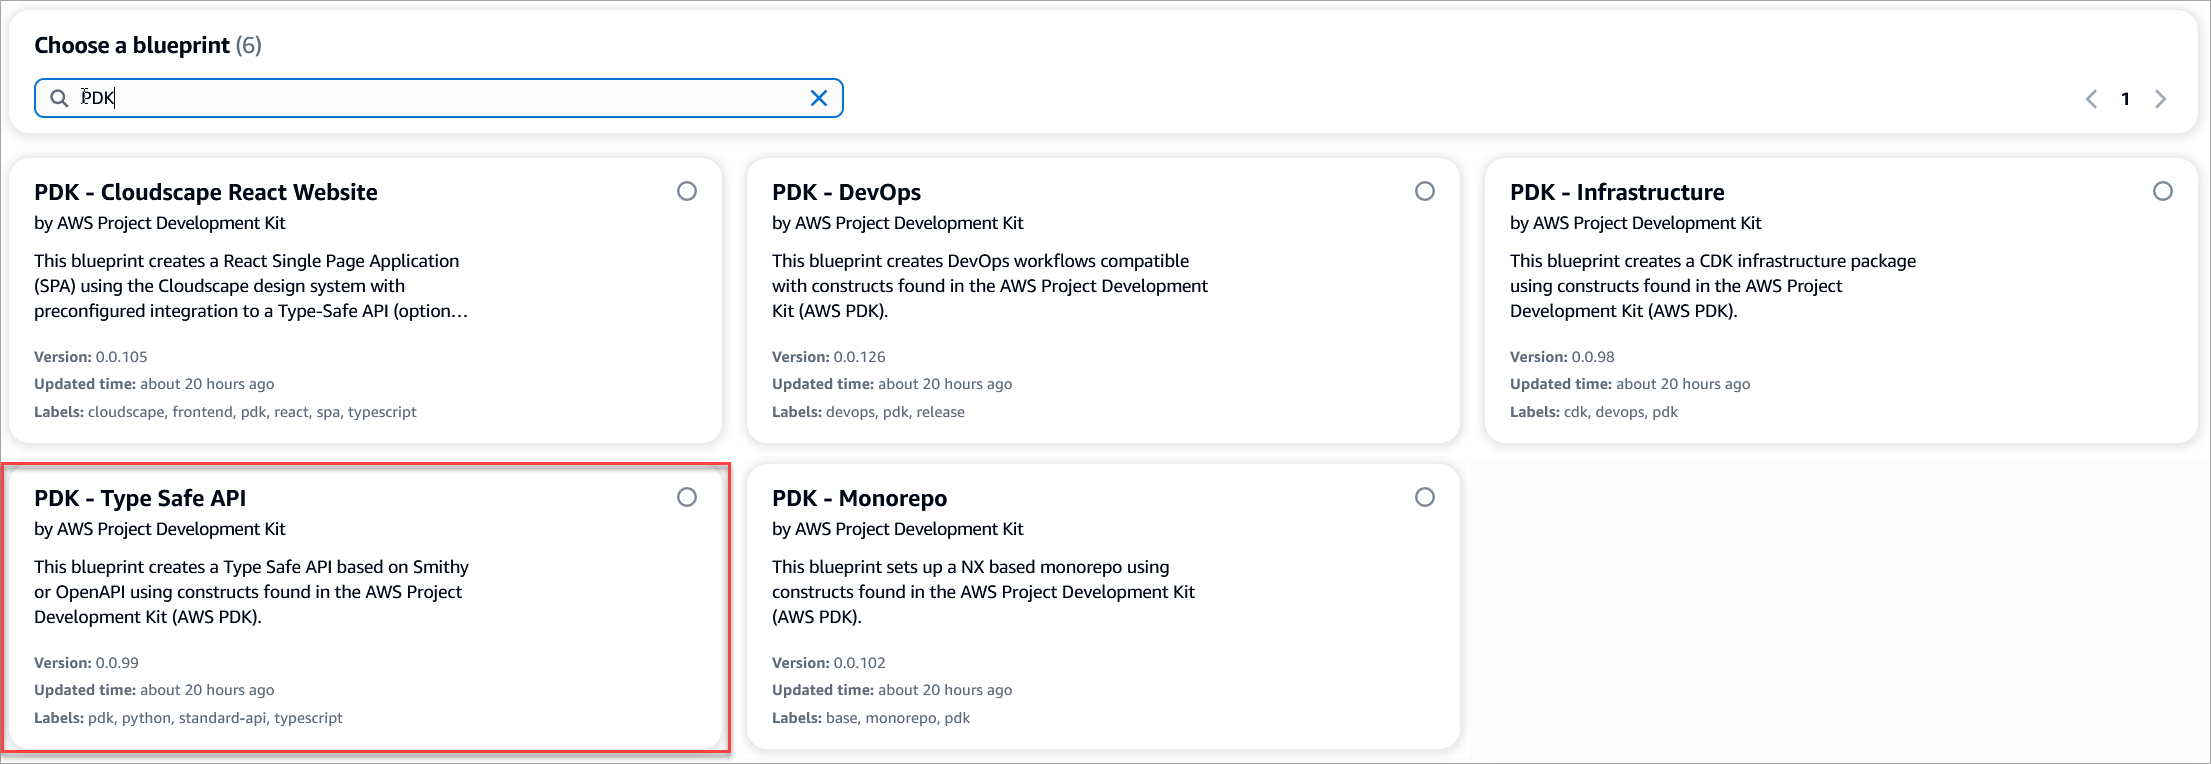 Choose a blueprint (6)
PDK
1
PDK - Cloudscape React Website
by AWS Project Development Kit
This blueprint creates a React Single Page Application
(SPA) using the Cloudscape design system with
preconfigured integration to a Type-Safe API (option…
Version: 0.0.105
Updated time: about 20 hours ago
Labels: cloudscape, frontend, pdk, react, spa, typescript
PDK - DevOps
by AWS Project Development Kit
This blueprint creates DevOps workflows compatible
with constructs found in the AWS Project Development
Kit (AWS PDK).
Version: 0.0.126
Updated time: about 20 hours ago
Labels: devops, pdk, release
PDK - Infrastructure
by AWS Project Development Kit
This blueprint creates a CDK infrastructure package
using constructs found in the AWS Project
Development Kit (AWS PDK).
Version: 0.0.98
Updated time: about 20 hours ago
Labels: cdk, devops, pdk
PDK - Type Safe API
by AWS Project Development Kit
This blueprint creates a Type Safe API based on Smithy
or OpenAPI using constructs found in the AWS Project
Development Kit (AWS PDK).
Version: 0.0.99
Updated time: about 20 hours ago
Labels: pdk, python, standard-api, typescript
PDK - Monorepo
by AWS Project Development Kit
This blueprint sets up a NX based monorepo using
constructs found in the AWS Project Development Kit
(AWS PDK).
Version: 0.0.102
Updated time: about 20 hours ago
Labels: base, monorepo, pdk